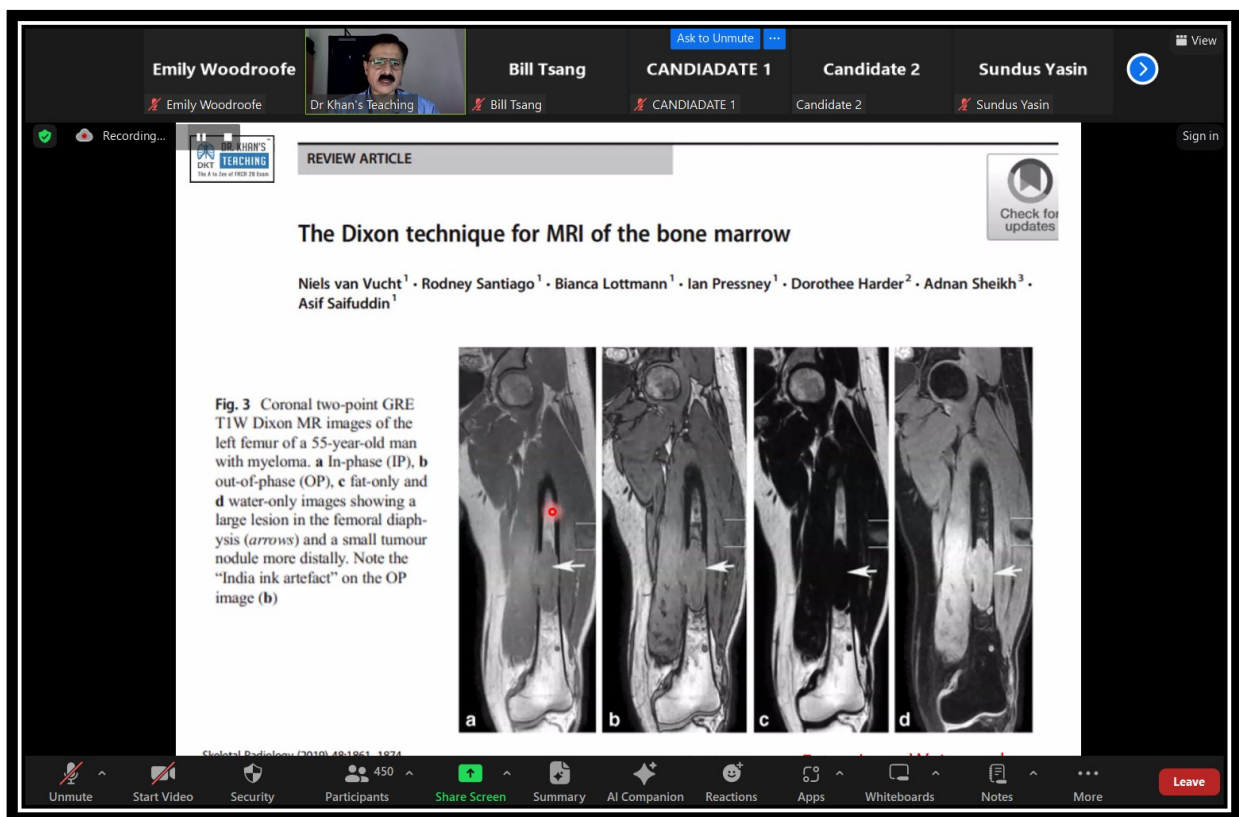 Ask to Unmute ...
View
Emily Woodroofe
Bill Tsang
CANDIADATE 1
Candidate 2
Sundus Yasin
Emily Woodroofe
Dr Khan's Teaching
Bill Tsang
CANDIADATE 1
Candidate 2
Sundus Yasin
Recording...
Sign in
DR. KHAN'S
DKT TEACHING
The A to Zee of FRCR 2B Exam
REVIEW ARTICLE
Check for
updates
The Dixon technique for MRI of the bone marrow
Niels van Vucht1 · Rodney Santiago1 · Bianca Lottmann1 · Ian Pressney1 · Dorothee Harder2 · Adnan Sheikh3 ·
Asif Saifuddin1
Fig. 3 Coronal two-point GRE
T1W Dixon MR images of the
left femur of a 55-year-old man
with myeloma. a In-phase (IP), b
out-of-phase (OP), c fat-only and
d water-only images showing a
large lesion in the femoral diaph-
ysis (arrows) and a small tumour
nodule more distally. Note the
“India ink artefact” on the OP
image (b)
a
b
c
d
Skeletal Radiology (2019) 48:1861–1874
Unmute
Start Video
Security
450
Participants
Share Screen
Summary
AI Companion
Reactions
Apps
Whiteboards
Notes
More
Leave